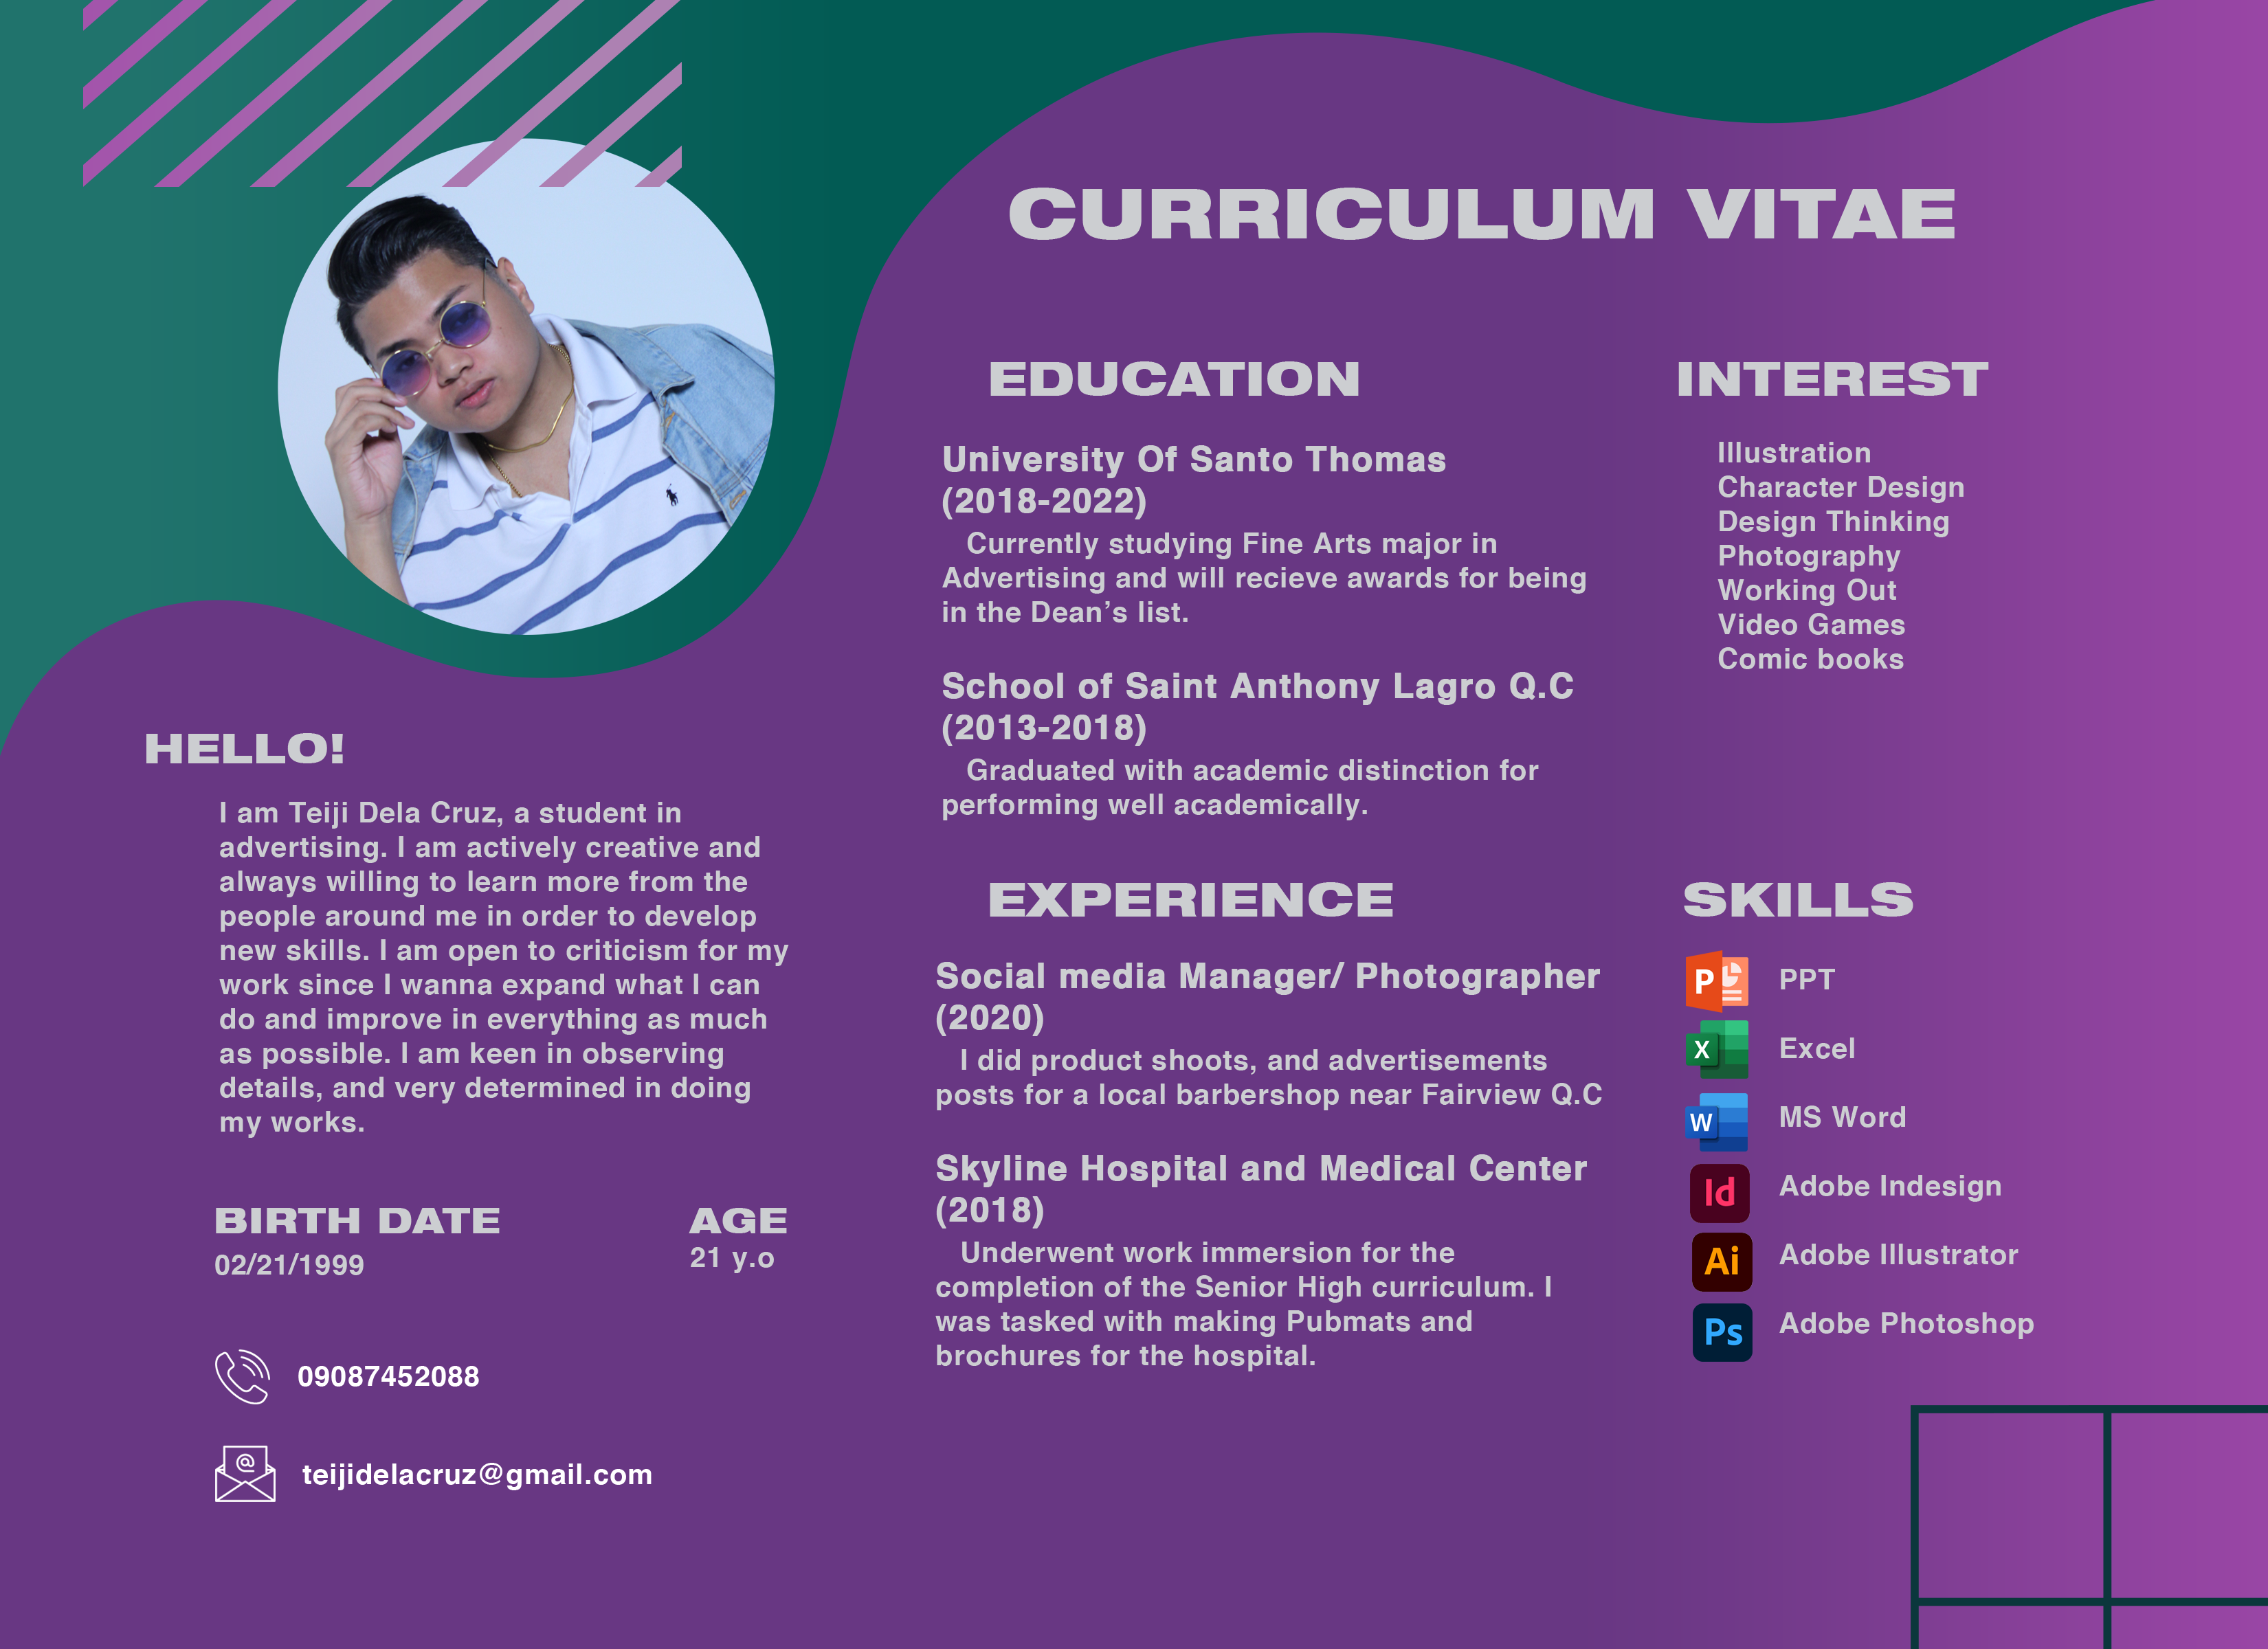 CURRICULUM VITAE
HELLO!
I am Teiji Dela Cruz, a student in
advertising. I am actively creative and
always willing to learn more from the
people around me in order to develop
new skills. I am open to criticism for my
work since I wanna expand what I can
do and improve in everything as much
as possible. I am keen in observing
details, and very determined in doing
my works.
BIRTH DATE
02/21/1999
AGE
21 y.o
09087452088
@
teijidelacruz@gmail.com
EDUCATION
University Of Santo Thomas
(2018-2022)
Currently studying Fine Arts major in
Advertising and will recieve awards for being
in the Dean’s list.
School of Saint Anthony Lagro Q.C
(2013-2018)
Graduated with academic distinction for
performing well academically.
EXPERIENCE
Social media Manager/ Photographer
(2020)
I did product shoots, and advertisements
posts for a local barbershop near Fairview Q.C
Skyline Hospital and Medical Center
(2018)
Underwent work immersion for the
completion of the Senior High curriculum. I
was tasked with making Pubmats and
brochures for the hospital.
INTEREST
Illustration
Character Design
Design Thinking
Photography
Working Out
Video Games
Comic books
SKILLS
P PPT
X Excel
W MS Word
Id Adobe Indesign
Ai Adobe Illustrator
Ps Adobe Photoshop